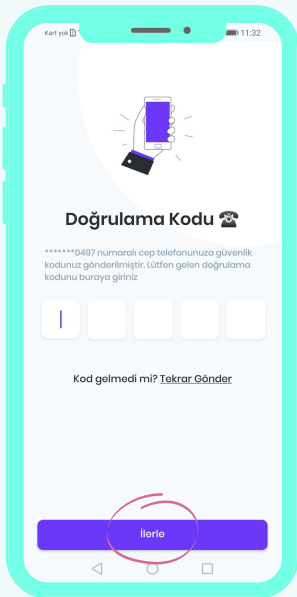 Kart yok 11:32
Doğrulama Kodu
*******0497 numaralı cep telefonunuza güvenlik
kodunuz gönderilmiştir. Lütfen gelen doğrulama
kodunu buraya giriniz
Kod gelmedi mi? Tekrar Gönder
İlerle